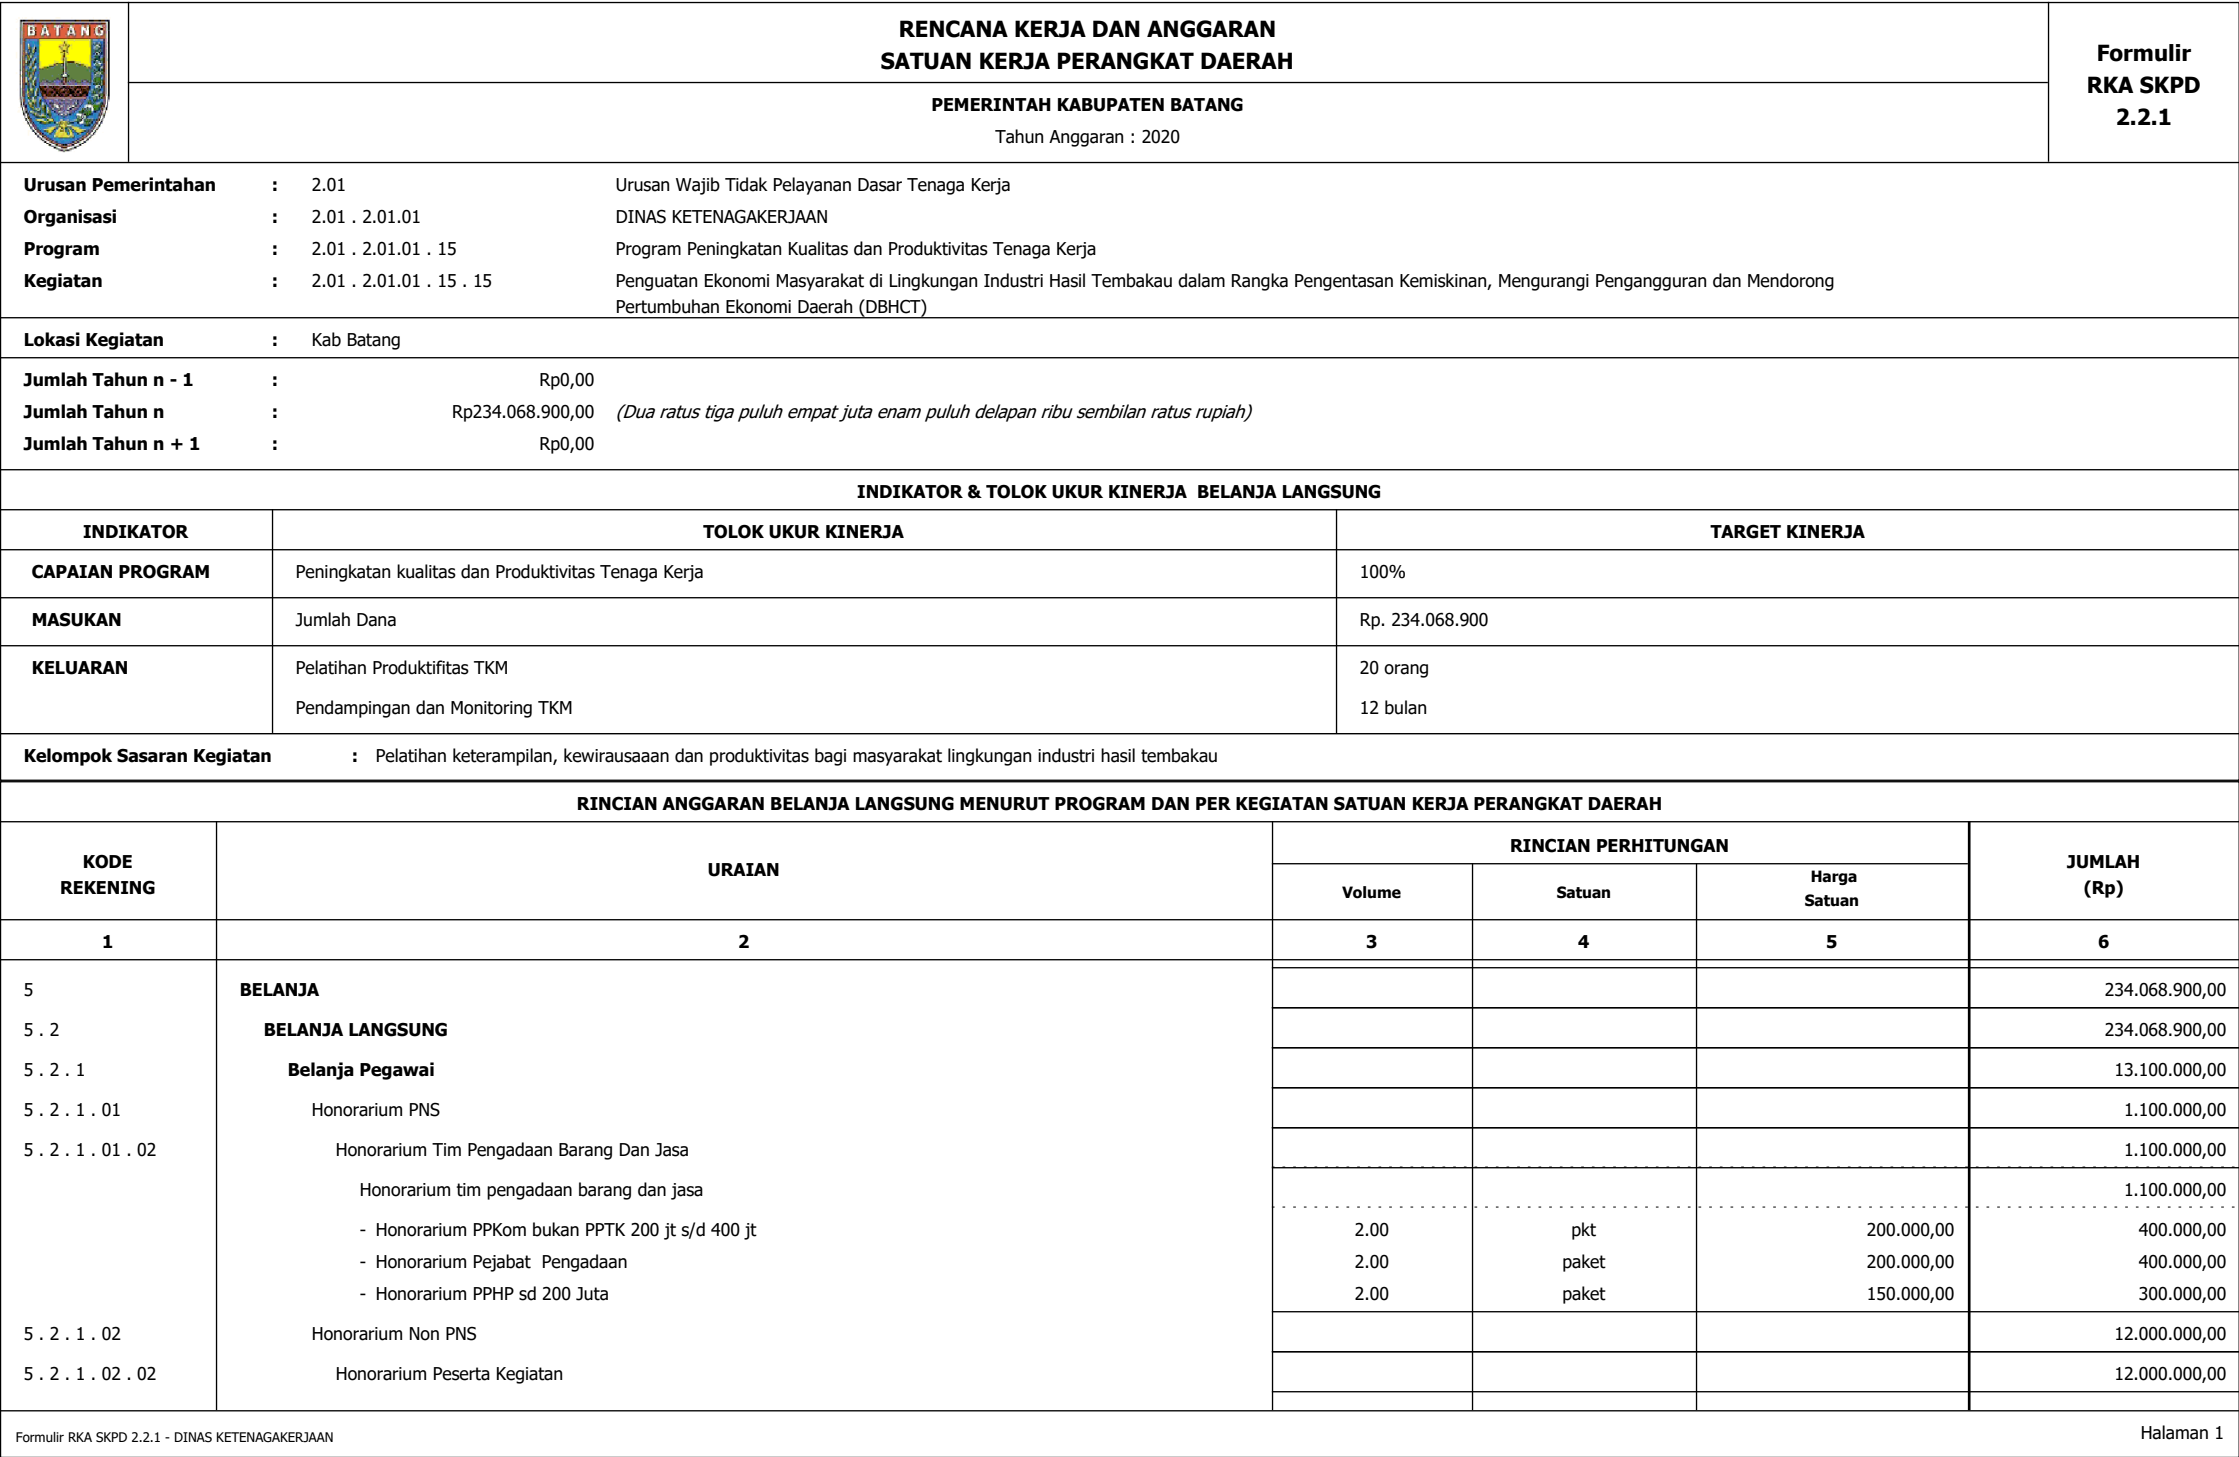 BATANG
RENCANA KERJA DAN ANGGARAN
SATUAN KERJA PERANGKAT DAERAH
PEMERINTAH KABUPATEN BATANG
Tahun Anggaran : 2020
Formulir
RKA SKPD
2.2.1
Urusan Pemerintahan : 2.01 Urusan Wajib Tidak Pelayanan Dasar Tenaga Kerja
Organisasi : 2.01 . 2.01.01 DINAS KETENAGAKERJAAN
Program : 2.01 . 2.01.01 . 15 Program Peningkatan Kualitas dan Produktivitas Tenaga Kerja
Kegiatan : 2.01 . 2.01.01 . 15 . 15 Penguatan Ekonomi Masyarakat di Lingkungan Industri Hasil Tembakau dalam Rangka Pengentasan Kemiskinan, Mengurangi Pengangguran dan Mendorong
Pertumbuhan Ekonomi Daerah (DBHCT)
Lokasi Kegiatan : Kab Batang
Jumlah Tahun n - 1 : Rp0,00
Jumlah Tahun n : Rp234.068.900,00 (Dua ratus tiga puluh empat juta enam puluh delapan ribu sembilan ratus rupiah)
Jumlah Tahun n + 1 : Rp0,00
INDIKATOR & TOLOK UKUR KINERJA BELANJA LANGSUNG
INDIKATOR TOLOK UKUR KINERJA TARGET KINERJA
CAPAIAN PROGRAM Peningkatan kualitas dan Produktivitas Tenaga Kerja 100%
MASUKAN Jumlah Dana Rp. 234.068.900
KELUARAN Pelatihan Produktifitas TKM 20 orang
Pendampingan dan Monitoring TKM 12 bulan
Kelompok Sasaran Kegiatan : Pelatihan keterampilan, kewirausaaan dan produktivitas bagi masyarakat lingkungan industri hasil tembakau
RINCIAN ANGGARAN BELANJA LANGSUNG MENURUT PROGRAM DAN PER KEGIATAN SATUAN KERJA PERANGKAT DAERAH
KODE
REKENING
URAIAN
RINCIAN PERHITUNGAN
Volume Satuan Harga
Satuan
JUMLAH
(Rp)
1 2 3 4 5 6
5 BELANJA 234.068.900,00
5 . 2 BELANJA LANGSUNG 234.068.900,00
5 . 2 . 1 Belanja Pegawai 13.100.000,00
5 . 2 . 1 . 01 Honorarium PNS 1.100.000,00
5 . 2 . 1 . 01 . 02 Honorarium Tim Pengadaan Barang Dan Jasa 1.100.000,00
Honorarium tim pengadaan barang dan jasa 1.100.000,00
- Honorarium PPKom bukan PPTK 200 jt s/d 400 jt 2.00 pkt 200.000,00 400.000,00
- Honorarium Pejabat Pengadaan 2.00 paket 200.000,00 400.000,00
- Honorarium PPHP sd 200 Juta 2.00 paket 150.000,00 300.000,00
5 . 2 . 1 . 02 Honorarium Non PNS 12.000.000,00
5 . 2 . 1 . 02 . 02 Honorarium Peserta Kegiatan 12.000.000,00
Formulir RKA SKPD 2.2.1 - DINAS KETENAGAKERJAAN
Halaman 1